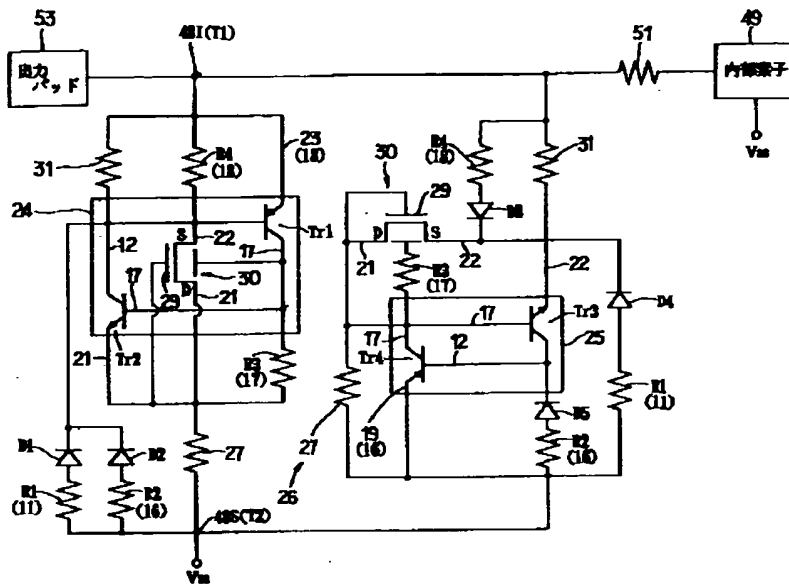 53
出力
パッド
48I(T1)
51
49
内部素子
Vss
31
R4
(18)
23
(18)
30
R4
(18)
31
24
29
D3
12
S
22
Tr1
17
D
S
21
22
R3
(17)
22
17
29
D
30
21
17
17
Tr3
D4
Tr4
12
25
21
Tr2
R3
(17)
19
(16)
D5
R1
(11)
D1
D2
27
27
R2
(16)
R1
(11)
R2
(16)
26
48S(T2)
Vss